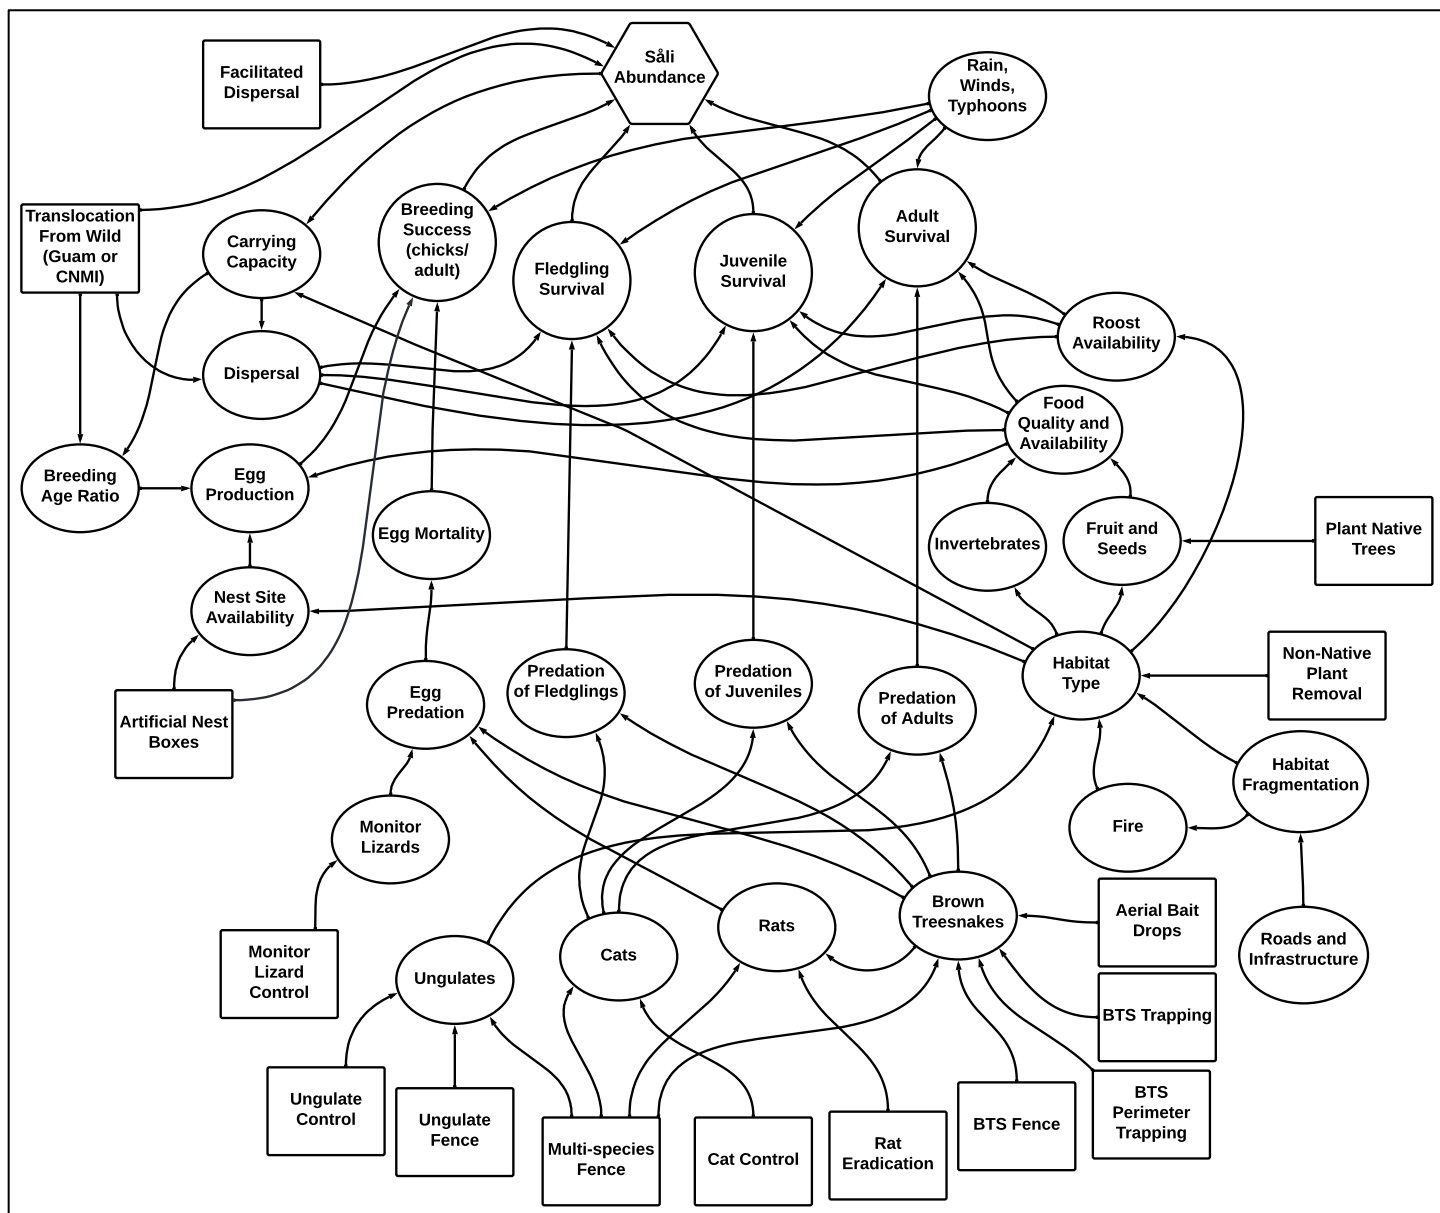 Facilitated
Dispersal
Såli
Abundance
Rain,
Winds,
Typhoons
Translocation
From Wild
(Guam or
CNMI)
Carrying
Capacity
Breeding
Success
(chicks/
adult)
Fledgling
Survival
Juvenile
Survival
Adult
Survival
Roost
Availability
Dispersal
Food
Quality and
Availability
Breeding
Age Ratio
Egg
Production
Egg Mortality
Invertebrates
Fruit and
Seeds
Plant Native
Trees
Nest Site
Availability
Artificial Nest
Boxes
Egg
Predation
Predation
of Fledglings
Predation
of Juveniles
Predation
of Adults
Habitat
Type
Non-Native
Plant
Removal
Habitat
Fragmentation
Fire
Monitor
Lizards
Monitor
Lizard
Control
Ungulates
Cats
Rats
Brown
Treesnakes
Aerial Bait
Drops
Roads and
Infrastructure
BTS Trapping
Ungulate
Control
Ungulate
Fence
Multi-species
Fence
Cat Control
Rat
Eradication
BTS Fence
BTS
Perimeter
Trapping